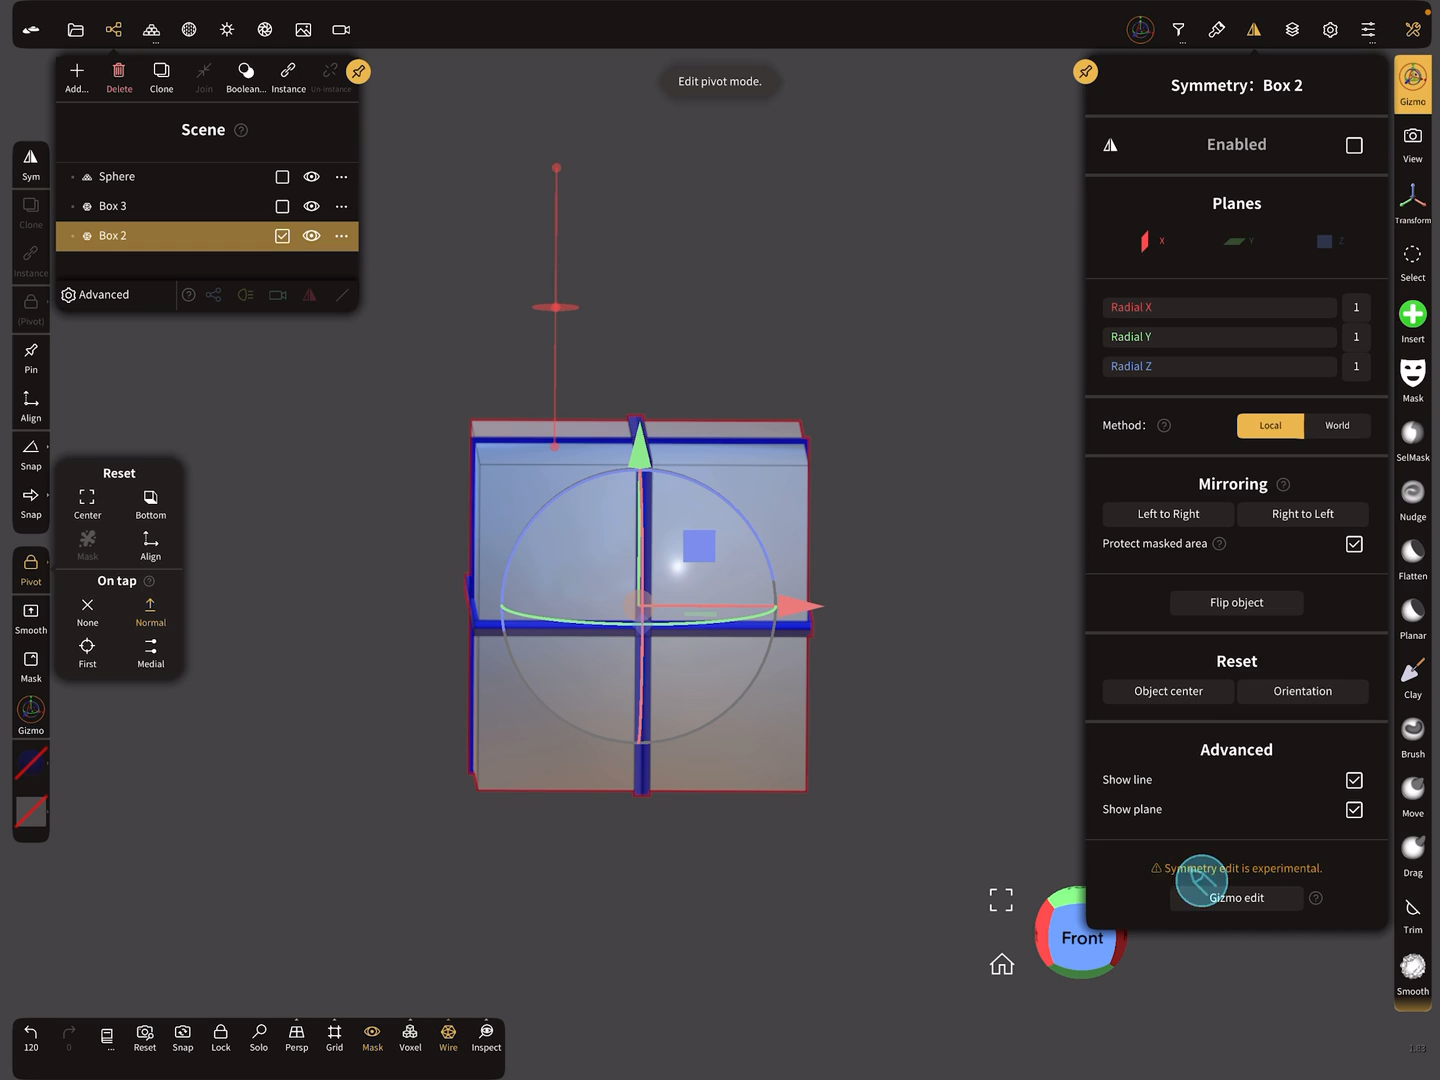 Add...
Delete
Clone
Join
Boolean...
Instance
Un-instance
Scene
Sphere
Box 3
Box 2
Advanced
Edit pivot mode.
Symmetry: Box 2
Enabled
Planes
X
Y
Z
Radial X 1
Radial Y 1
Radial Z 1
Method:
Local
World
Mirroring
Left to Right
Right to Left
Protect masked area
Flip object
Reset
Object center
Orientation
Advanced
Show line
Show plane
Symmetry edit is experimental.
Gizmo edit
Sym
Clone
Instance
(Pivot)
Pin
Align
Snap
Snap
Pivot
Smooth
Mask
Gizmo
Reset
Center
Bottom
Mask
Align
On tap
None
Normal
First
Medial
Gizmo
View
Transform
Select
Insert
Mask
SelMask
Nudge
Flatten
Planar
Clay
Brush
Move
Drag
Trim
Smooth
Front
120
0
...
Reset
Snap
Lock
Solo
Persp
Grid
Mask
Voxel
Wire
Inspect
1.83